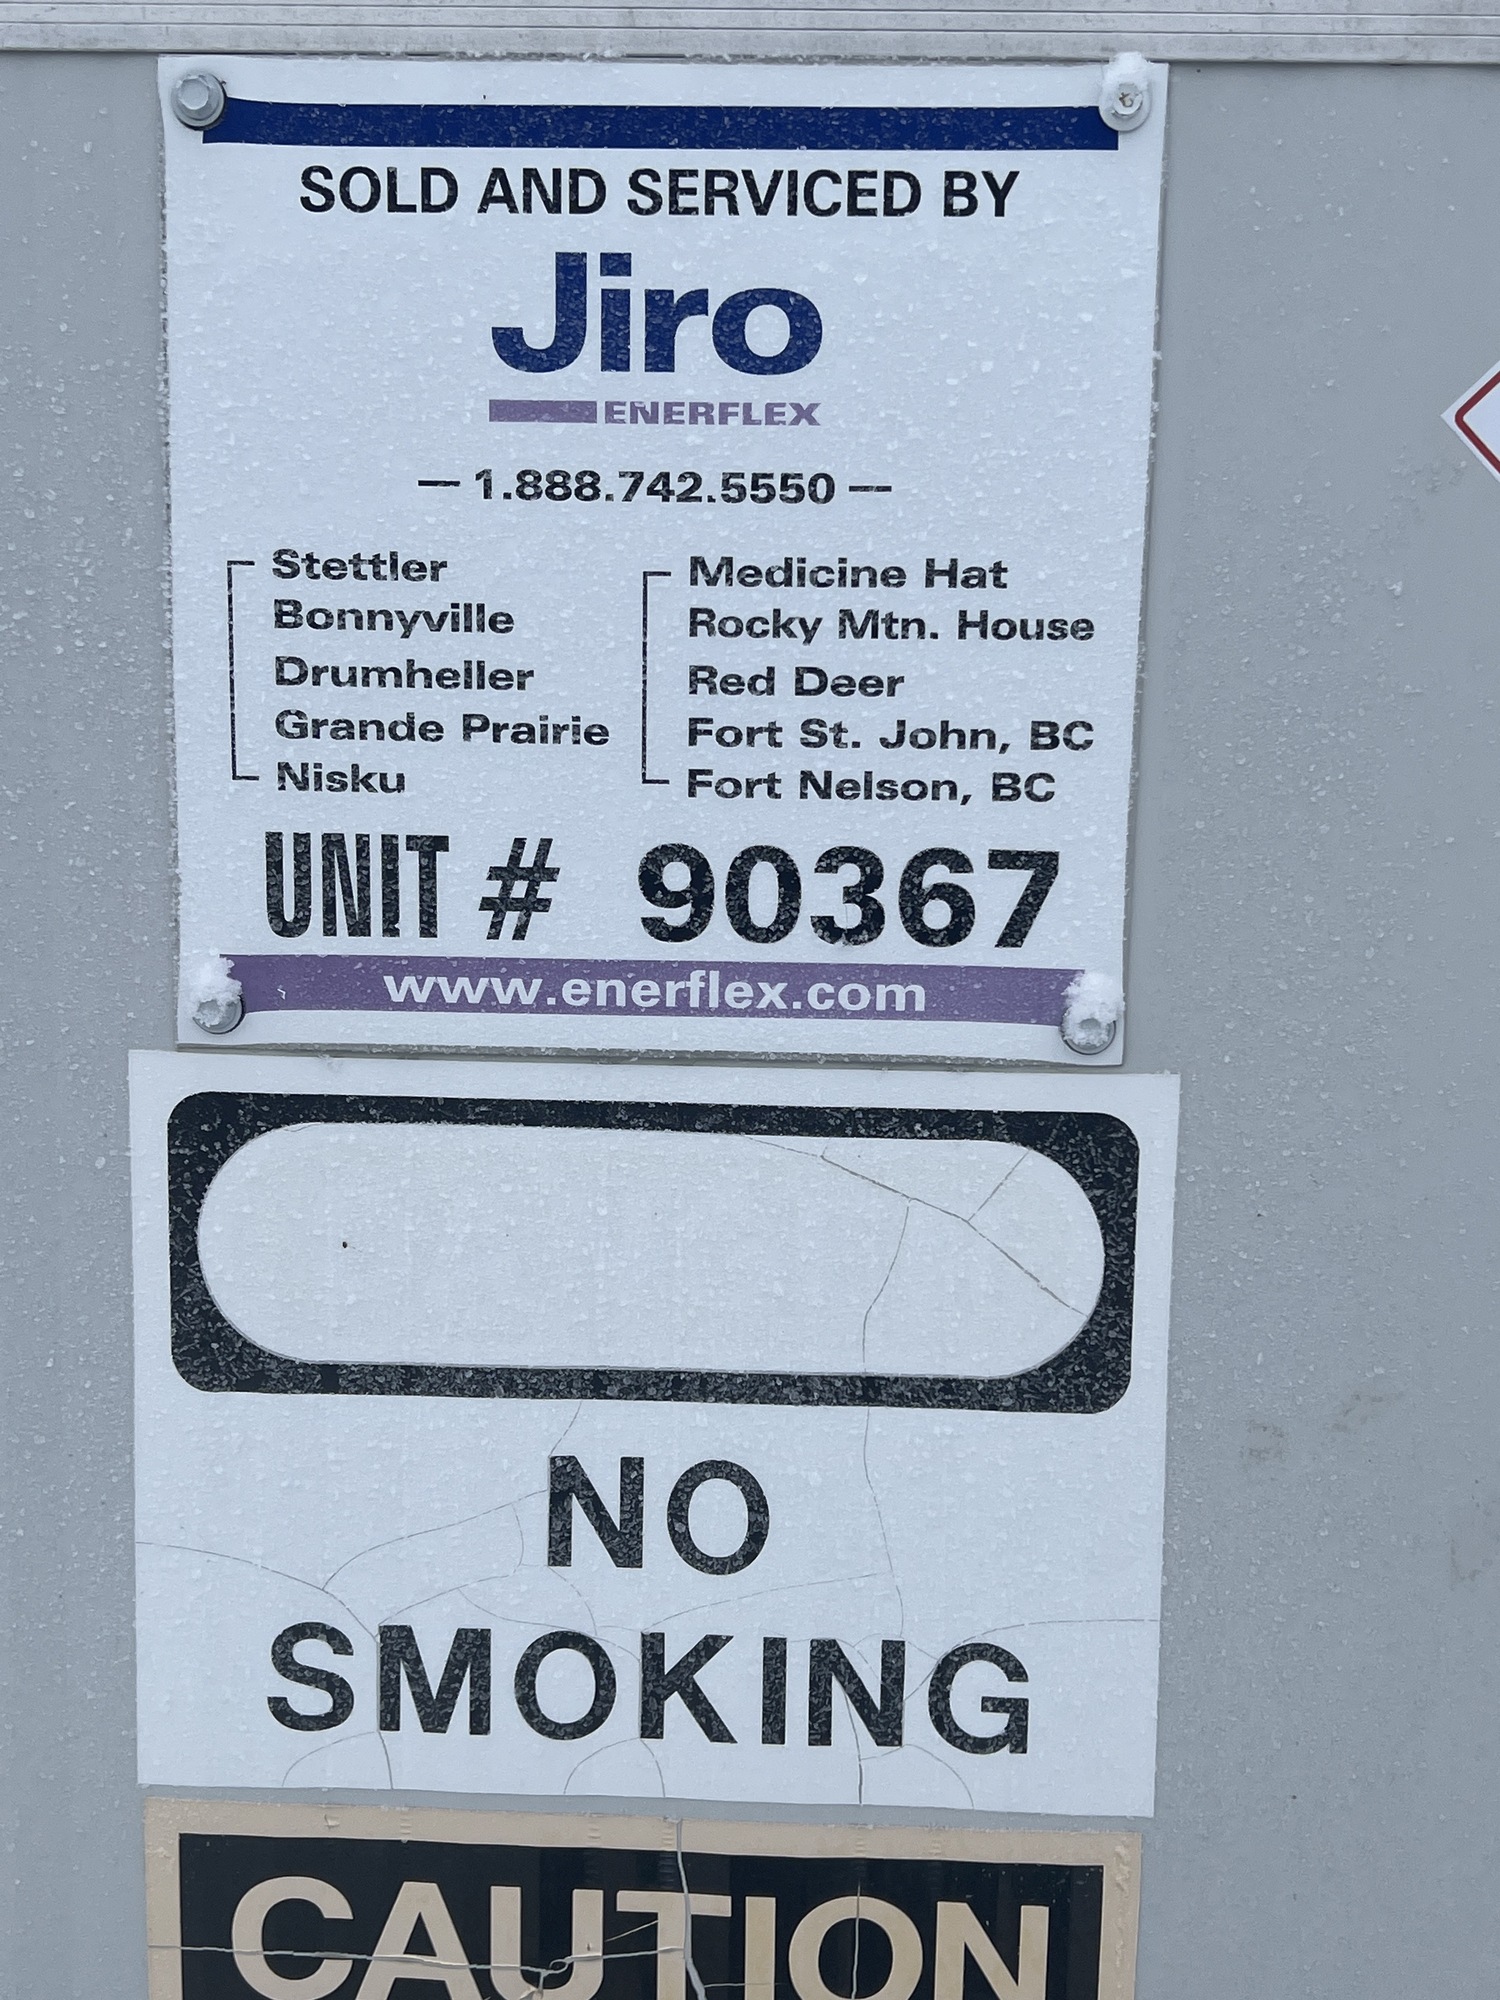 SOLD AND SERVICED BY
Jiro
ENERFLEX
— 1.888.742.5550 —
Stettler
Bonnyville
Drumheller
Grande Prairie
Nisku
Medicine Hat
Rocky Mtn. House
Red Deer
Fort St. John, BC
Fort Nelson, BC
UNIT # 90367
www.enerflex.com
NO
SMOKING
CAUTION